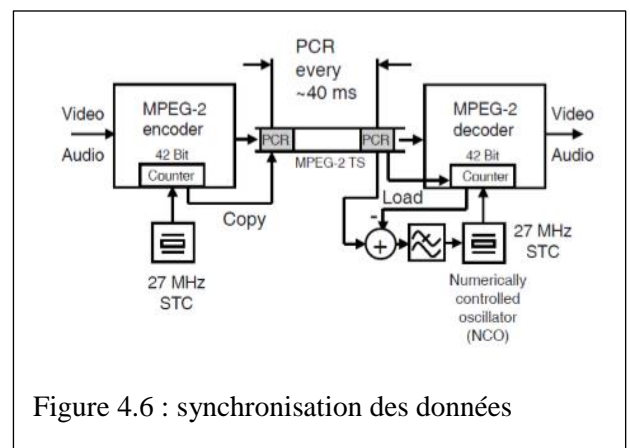 PCR
every
~40 ms
Video
Audio
MPEG-2
encoder
42 Bit
Counter
PCR
PCR
MPEG-2 TS
MPEG-2
decoder
42 Bit
Counter
Video
Audio
Copy
Load
-
+
27 MHz
STC
27 MHz
STC
Numerically
controlled
oscillator
(NCO)
Figure 4.6 : synchronisation des données